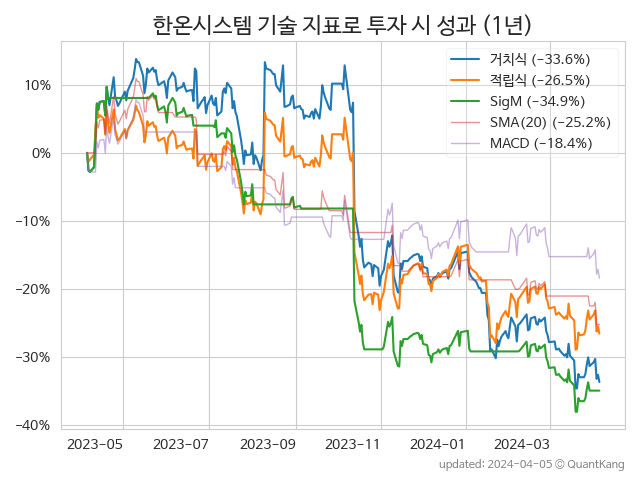 한온시스템 기술 지표로 투자 시 성과 (1년)
거치식 (−33.6%)
적립식 (−26.5%)
SigM (−34.9%)
SMA(20) (−25.2%)
MACD (−18.4%)
10%
0%
−10%
−20%
−30%
−40%
2023-05 2023-07 2023-09 2023-11 2024-01 2024-03
updated: 2024-04-05 © QuantKang